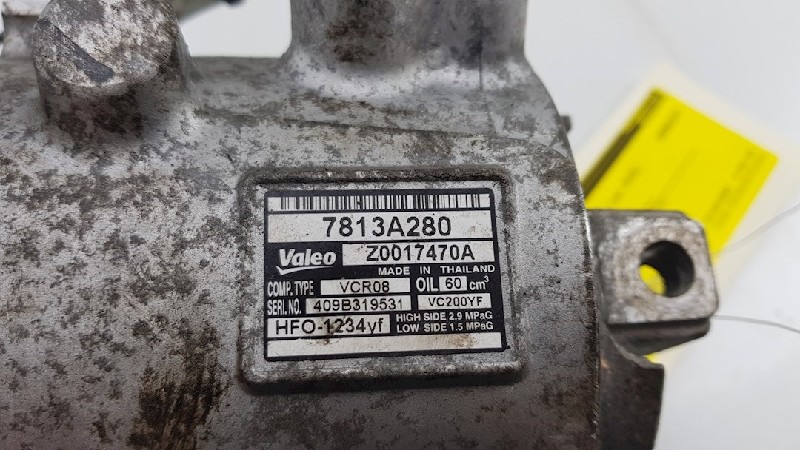 7813A280
Valeo Z0017470A
MADE IN THAILAND
COMP. TYPE VCR08 OIL 60 cm³
SERI. NO. 409B319531 VC200YF
HFO-1234yf HIGH SIDE 2.9 MPaG
LOW SIDE 1.5 MPaG